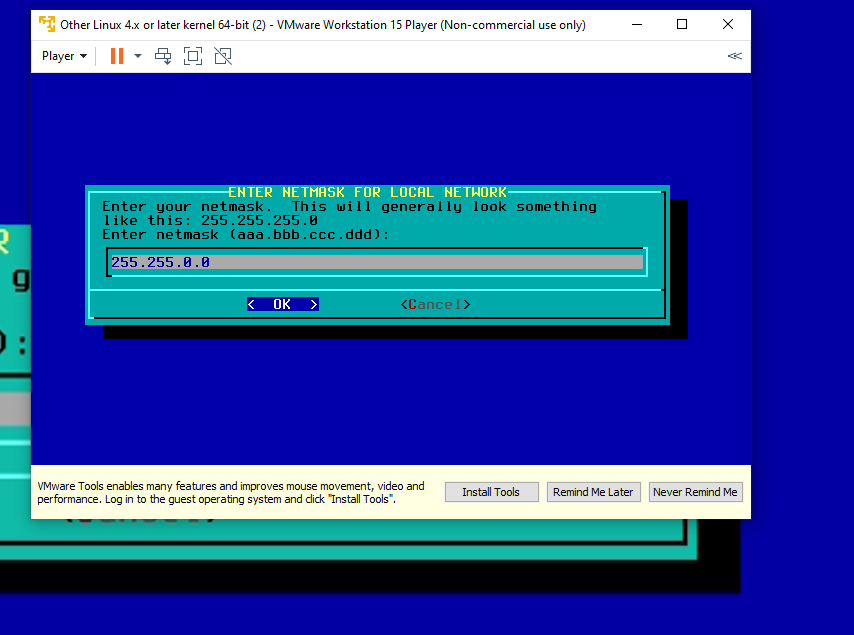 Other Linux 4.x or later kernel 64-bit (2) - VMware Workstation 15 Player (Non-commercial use only)
Player
ENTER NETMASK FOR LOCAL NETWORK
Enter your netmask.  This will generally look something
like this: 255.255.255.0
Enter netmask (aaa.bbb.ccc.ddd):
255.255.0.0
<  OK  >
<Cancel>
VMware Tools enables many features and improves mouse movement, video and
performance. Log in to the guest operating system and click "Install Tools".
Install Tools
Remind Me Later
Never Remind Me